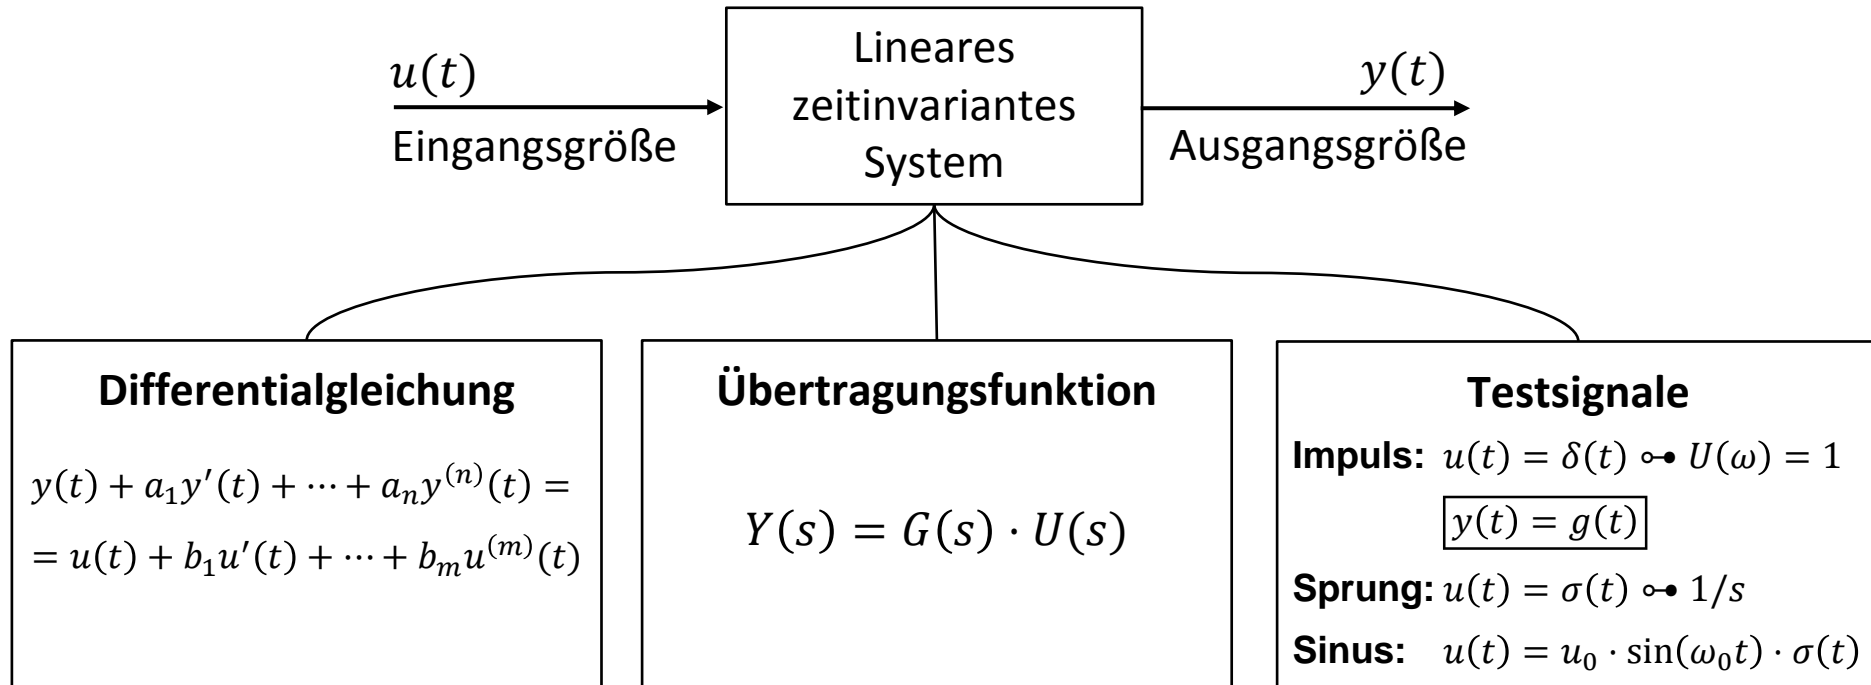 u(t)
Eingangsgröße
Lineares
zeitinvariantes
System
y(t)
Ausgangsgröße
Differentialgleichung
y(t) + a₁y′(t) + ⋯ + aₙy⁽ⁿ⁾(t) =
= u(t) + b₁u′(t) + ⋯ + bₘu⁽ᵐ⁾(t)
Übertragungsfunktion
Y(s) = G(s) · U(s)
Testsignale
Impuls: u(t) = δ(t) ⊶ U(ω) = 1
y(t) = g(t)
Sprung: u(t) = σ(t) ⊶ 1/s
Sinus: u(t) = u₀ · sin(ω₀t) · σ(t)